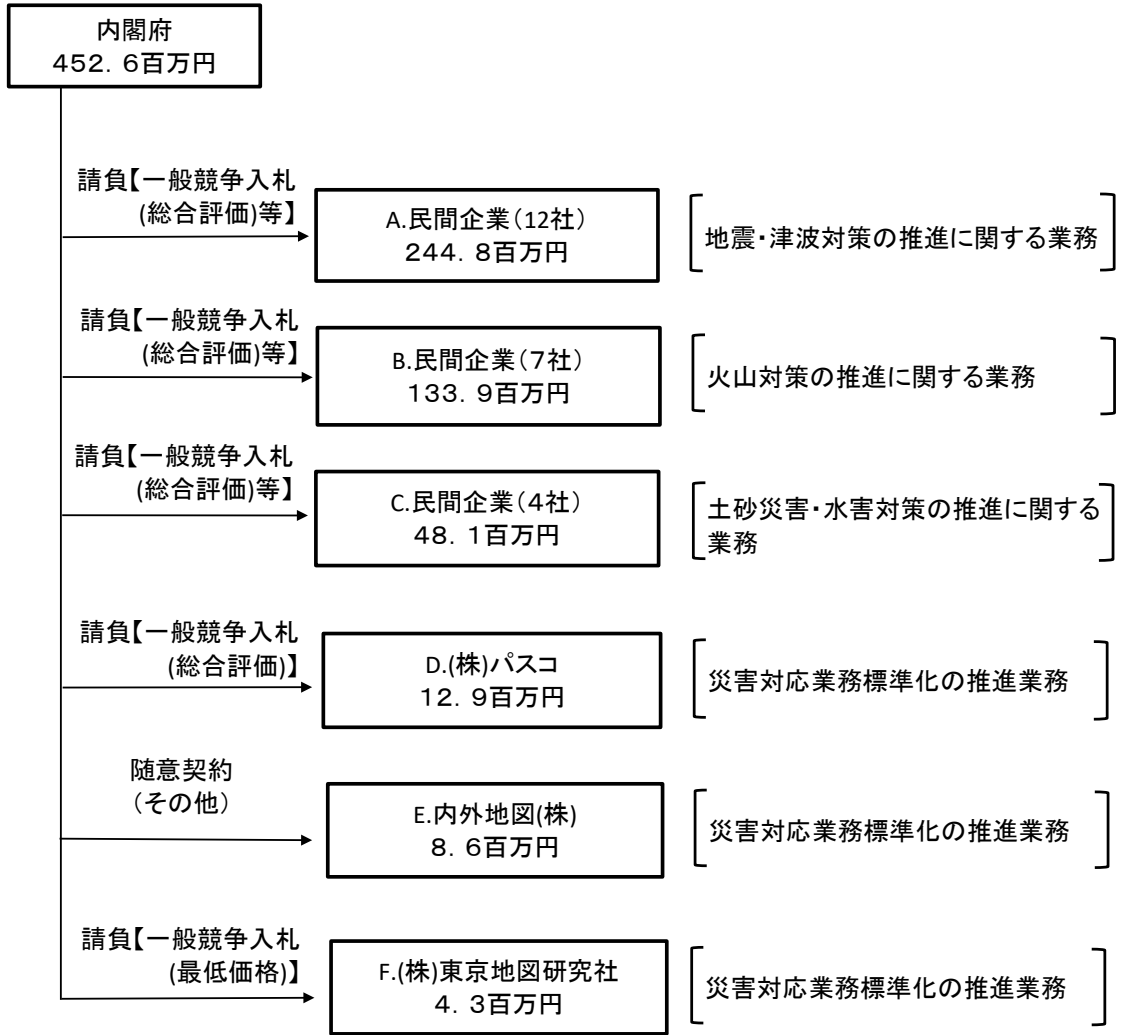 内閣府
452.6百万円
請負【一般競争入札
(総合評価)等】
A.民間企業(12社)
244.8百万円
地震・津波対策の推進に関する業務
請負【一般競争入札
(総合評価)等】
B.民間企業(7社)
133.9百万円
火山対策の推進に関する業務
請負【一般競争入札
(総合評価)等】
C.民間企業(4社)
48.1百万円
土砂災害・水害対策の推進に関する
業務
請負【一般競争入札
(総合評価)】
D.(株)パスコ
12.9百万円
災害対応業務標準化の推進業務
随意契約
(その他)
E.内外地図(株)
8.6百万円
災害対応業務標準化の推進業務
請負【一般競争入札
(最低価格)】
F.(株)東京地図研究社
4.3百万円
災害対応業務標準化の推進業務